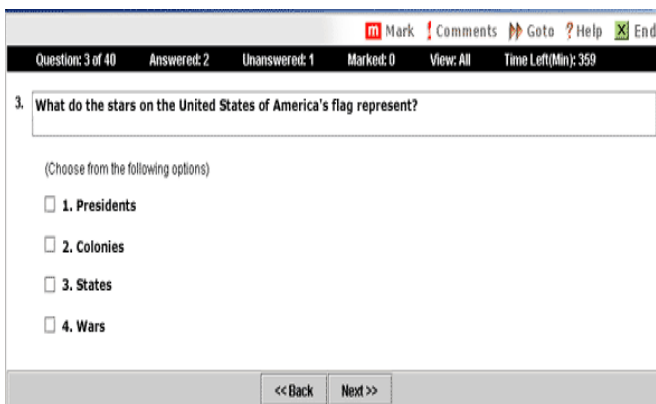 m Mark ! Comments Goto ? Help X End
Question: 3 of 40 Answered: 2 Unanswered: 1 Marked: 0 View: All Time Left(Min): 359
3. What do the stars on the United States of America's flag represent?
(Choose from the following options)
1. Presidents
2. Colonies
3. States
4. Wars
<< Back Next >>